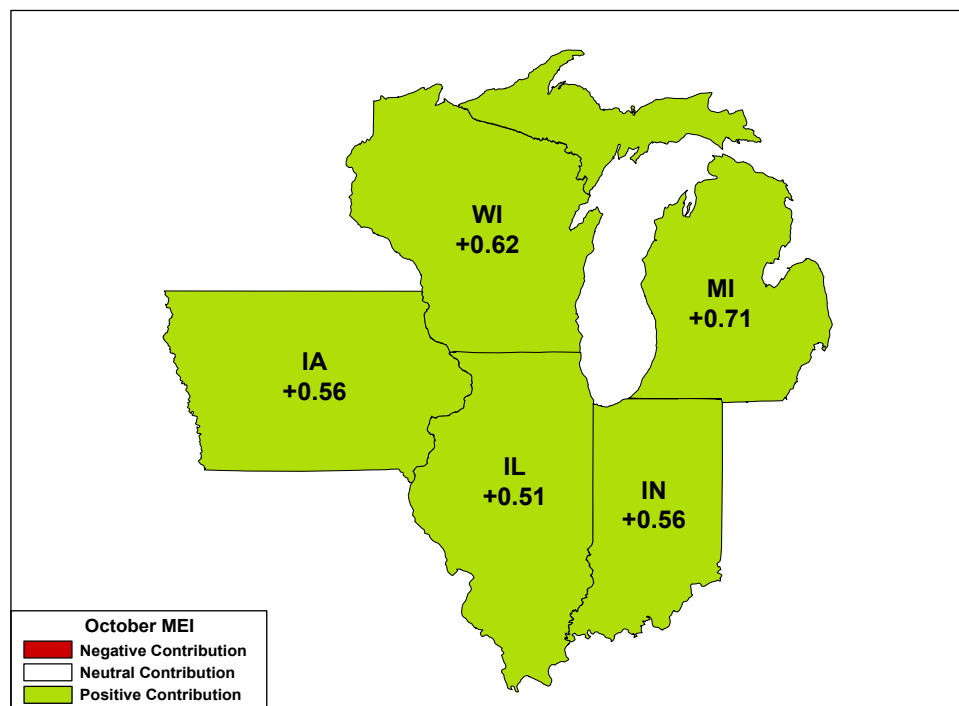 WI
+0.62
MI
+0.71
IA
+0.56
IL
+0.51
IN
+0.56
October MEI
Negative Contribution
Neutral Contribution
Positive Contribution